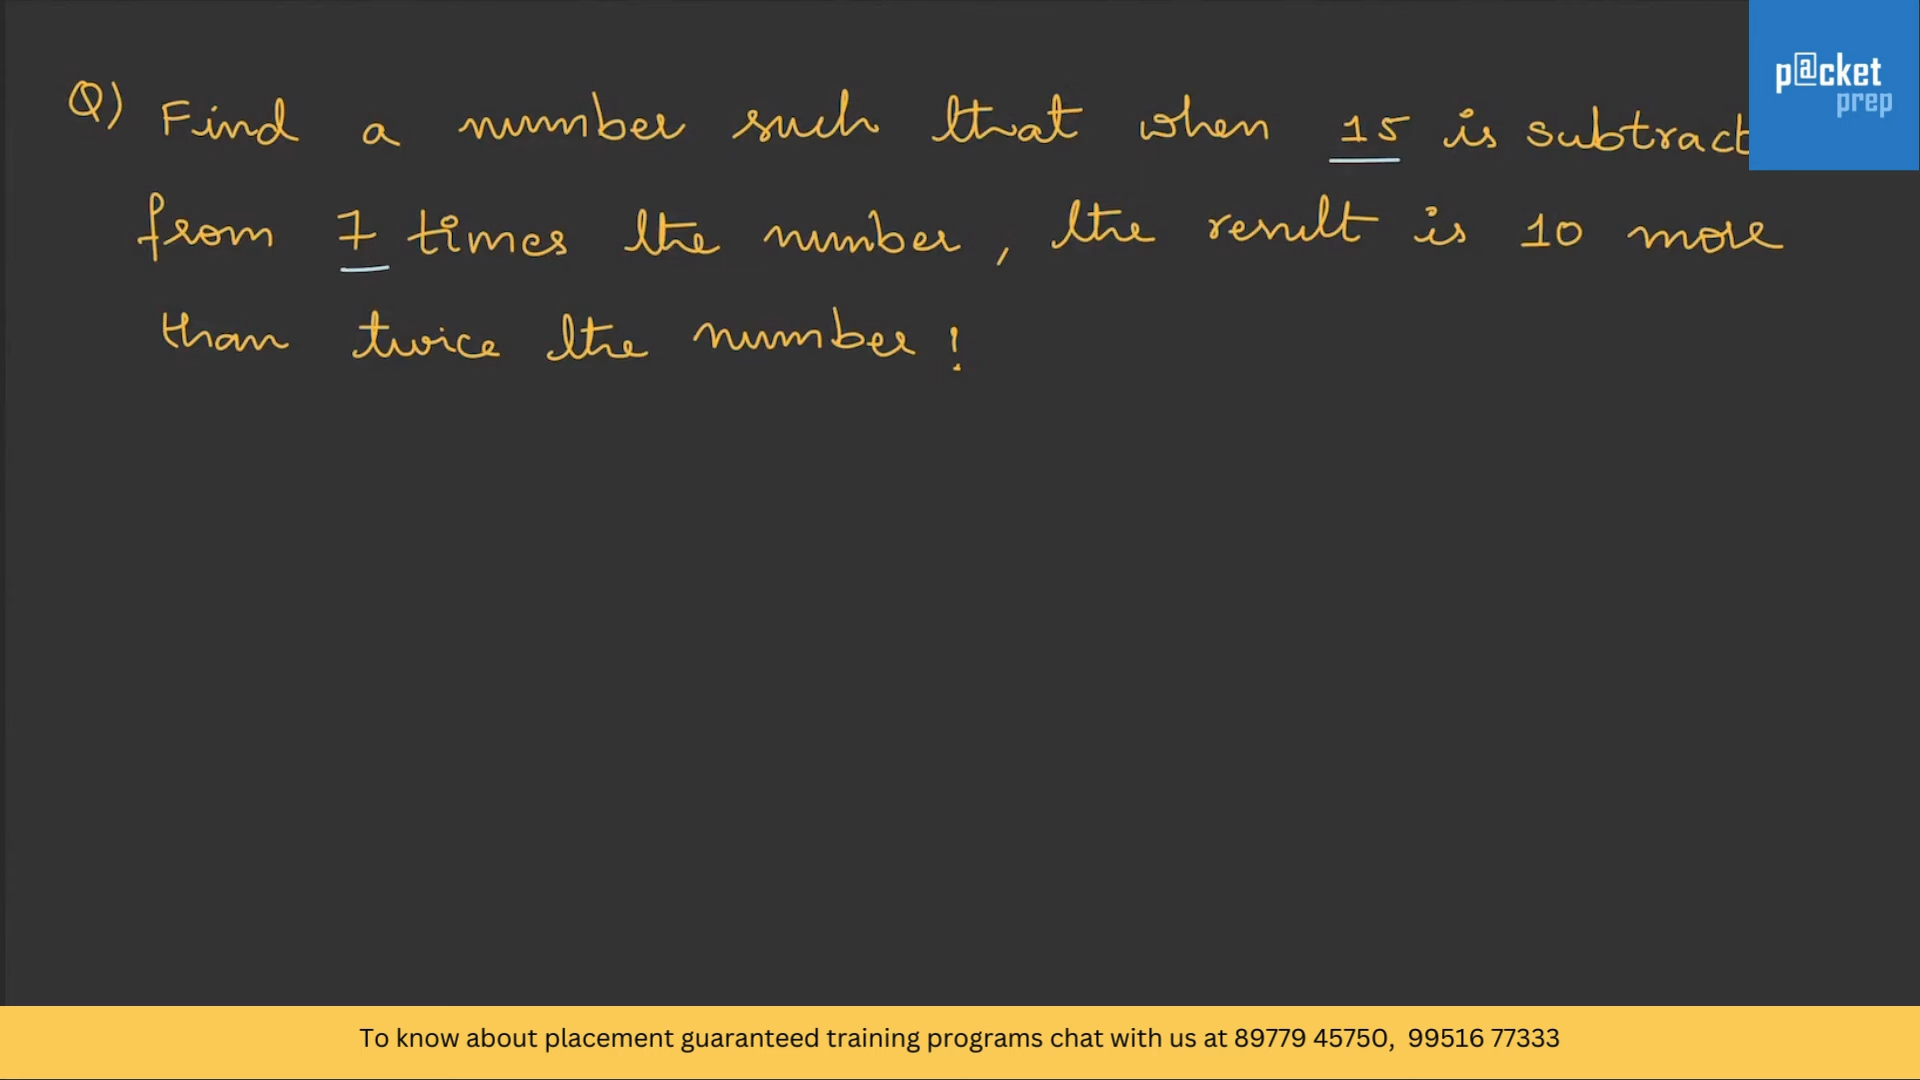 Q) Find a number such that when 15 is subtract
from 7 times the number, the result is 10 more
than twice the number!
p@cket
prep
To know about placement guaranteed training programs chat with us at 89779 45750, 99516 77333